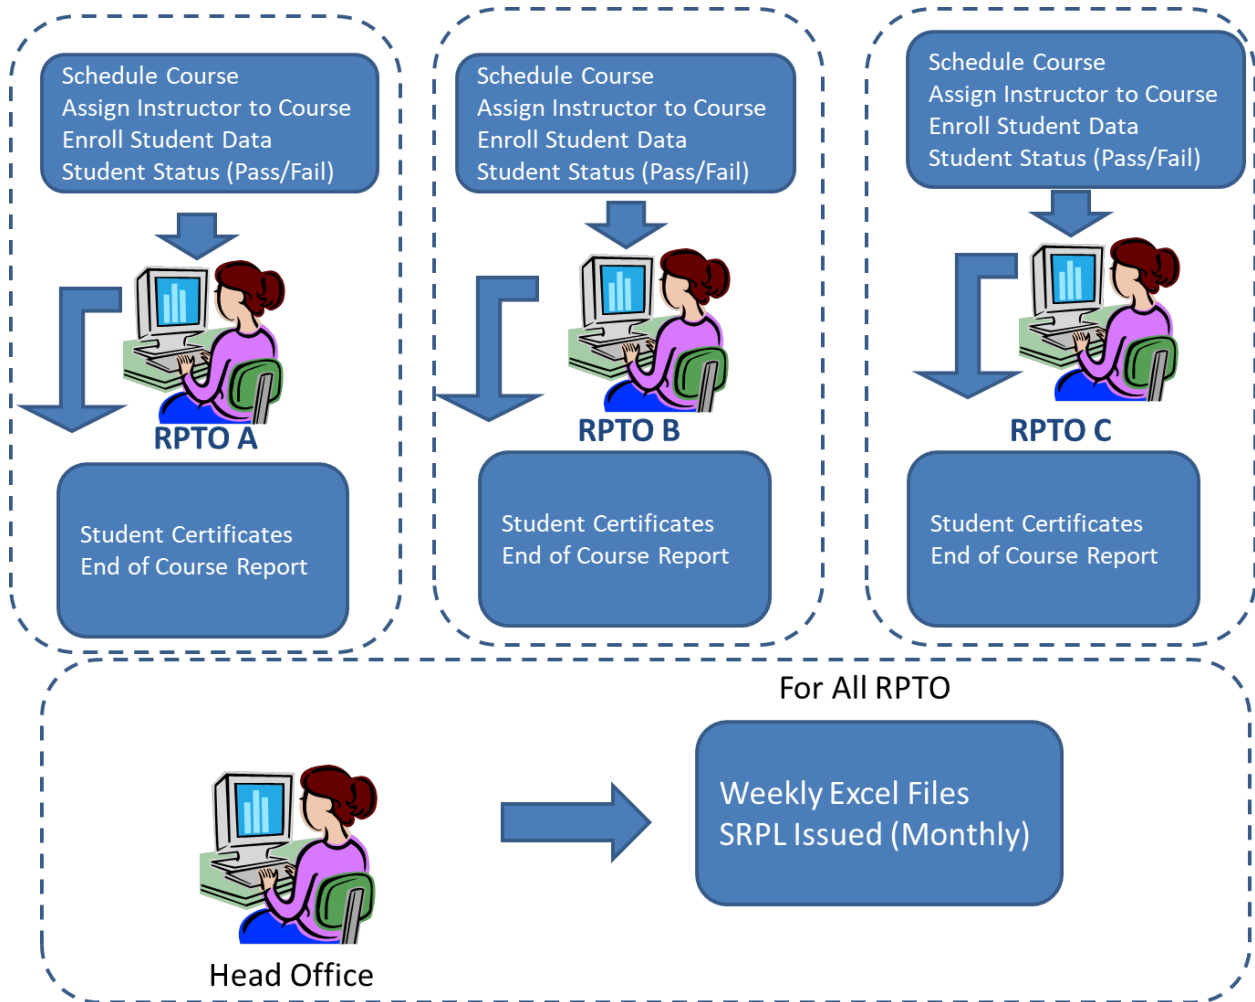 Schedule Course
Assign Instructor to Course
Enroll Student Data
Student Status (Pass/Fail)
RPTO A
Student Certificates
End of Course Report
Schedule Course
Assign Instructor to Course
Enroll Student Data
Student Status (Pass/Fail)
RPTO B
Student Certificates
End of Course Report
Schedule Course
Assign Instructor to Course
Enroll Student Data
Student Status (Pass/Fail)
RPTO C
Student Certificates
End of Course Report
For All RPTO
Weekly Excel Files
SRPL Issued (Monthly)
Head Office